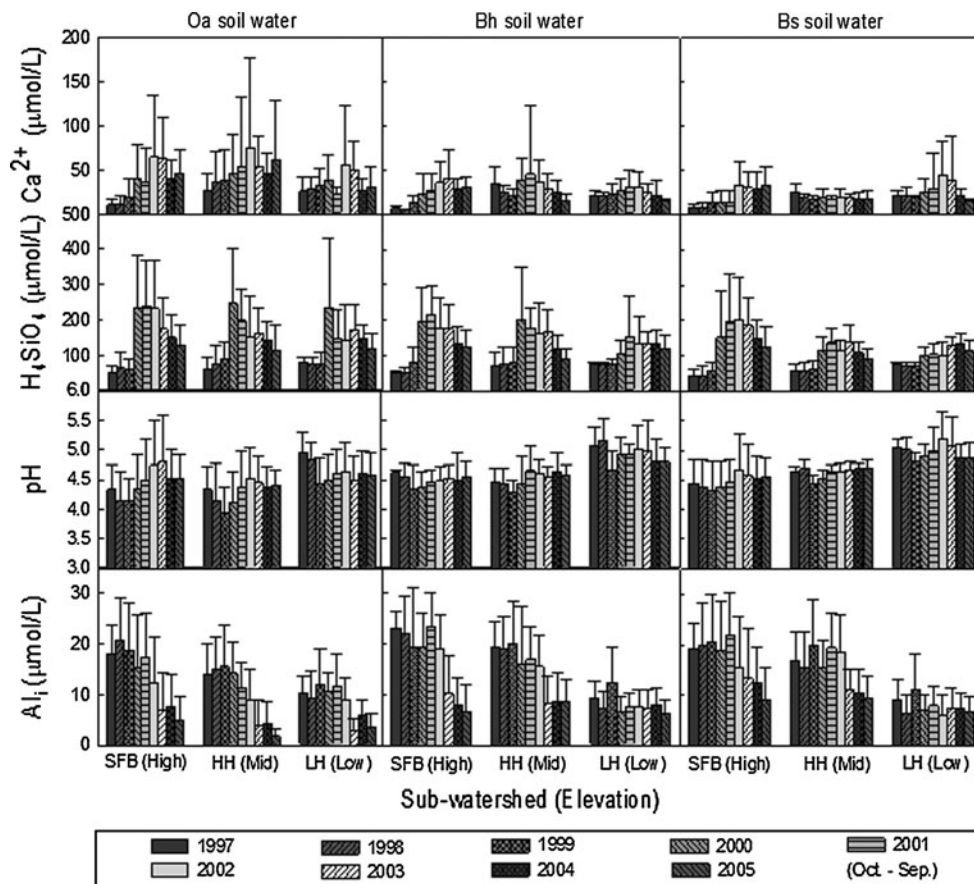 Oa soil water Bh soil water Bs soil water
Ca2+ (µmol/L)
200
150
100
50
500
H4SiO4 (µmol/L)
400
300
200
100
6.0
pH
5.5
5.0
4.5
4.0
3.5
3.0
Ali (µmol/L)
30
20
10
0
SFB (High) HH (Mid) LH (Low) SFB (High) HH (Mid) LH (Low) SFB (High) HH (Mid) LH (Low)
Sub-watershed (Elevation)
1997 1998 1999 2000 2001
2002 2003 2004 2005 (Oct - Sep.)